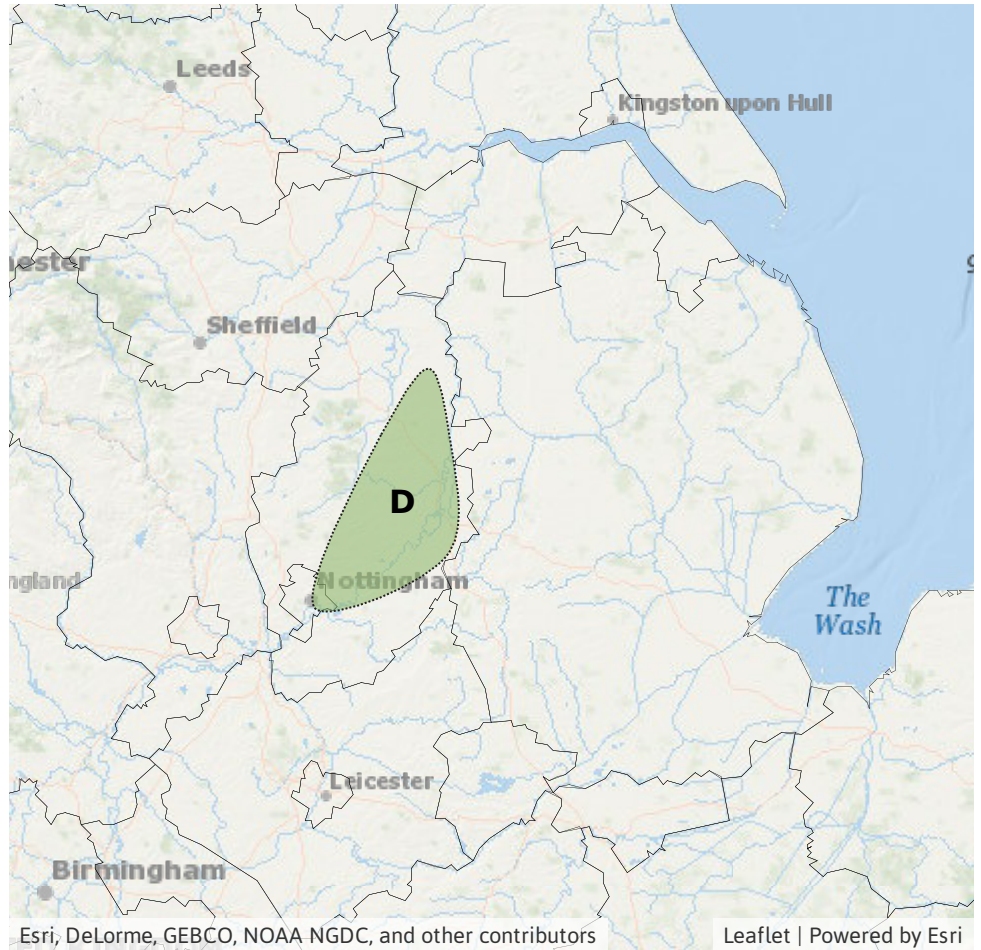 Leeds
Kingston upon Hull
ester
Sheffield
D
Nottingham
ngland
The
Wash
Leicester
Birmingham
Esri, DeLorme, GEBCO, NOAA NGDC, and other contributors
Leaflet | Powered by Esri